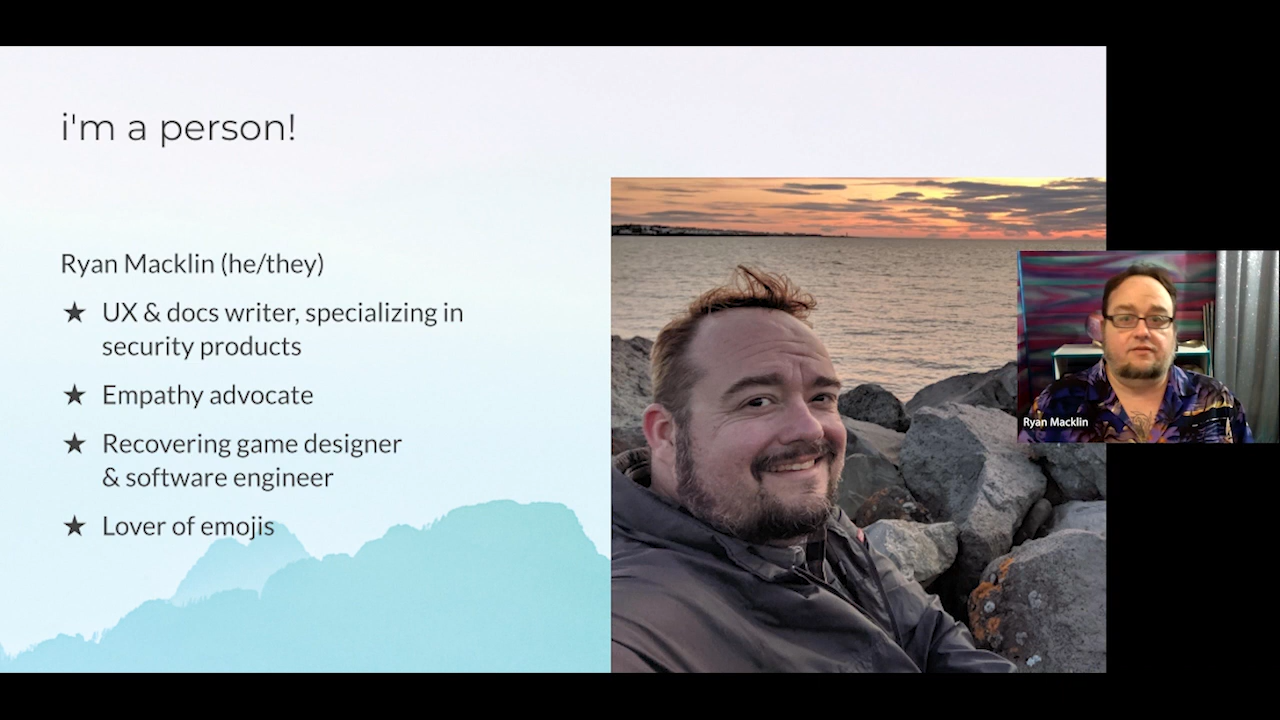 i'm a person!
Ryan Macklin (he/they)
★ UX & docs writer, specializing in
security products
★ Empathy advocate
★ Recovering game designer
& software engineer
★ Lover of emojis
Ryan Macklin